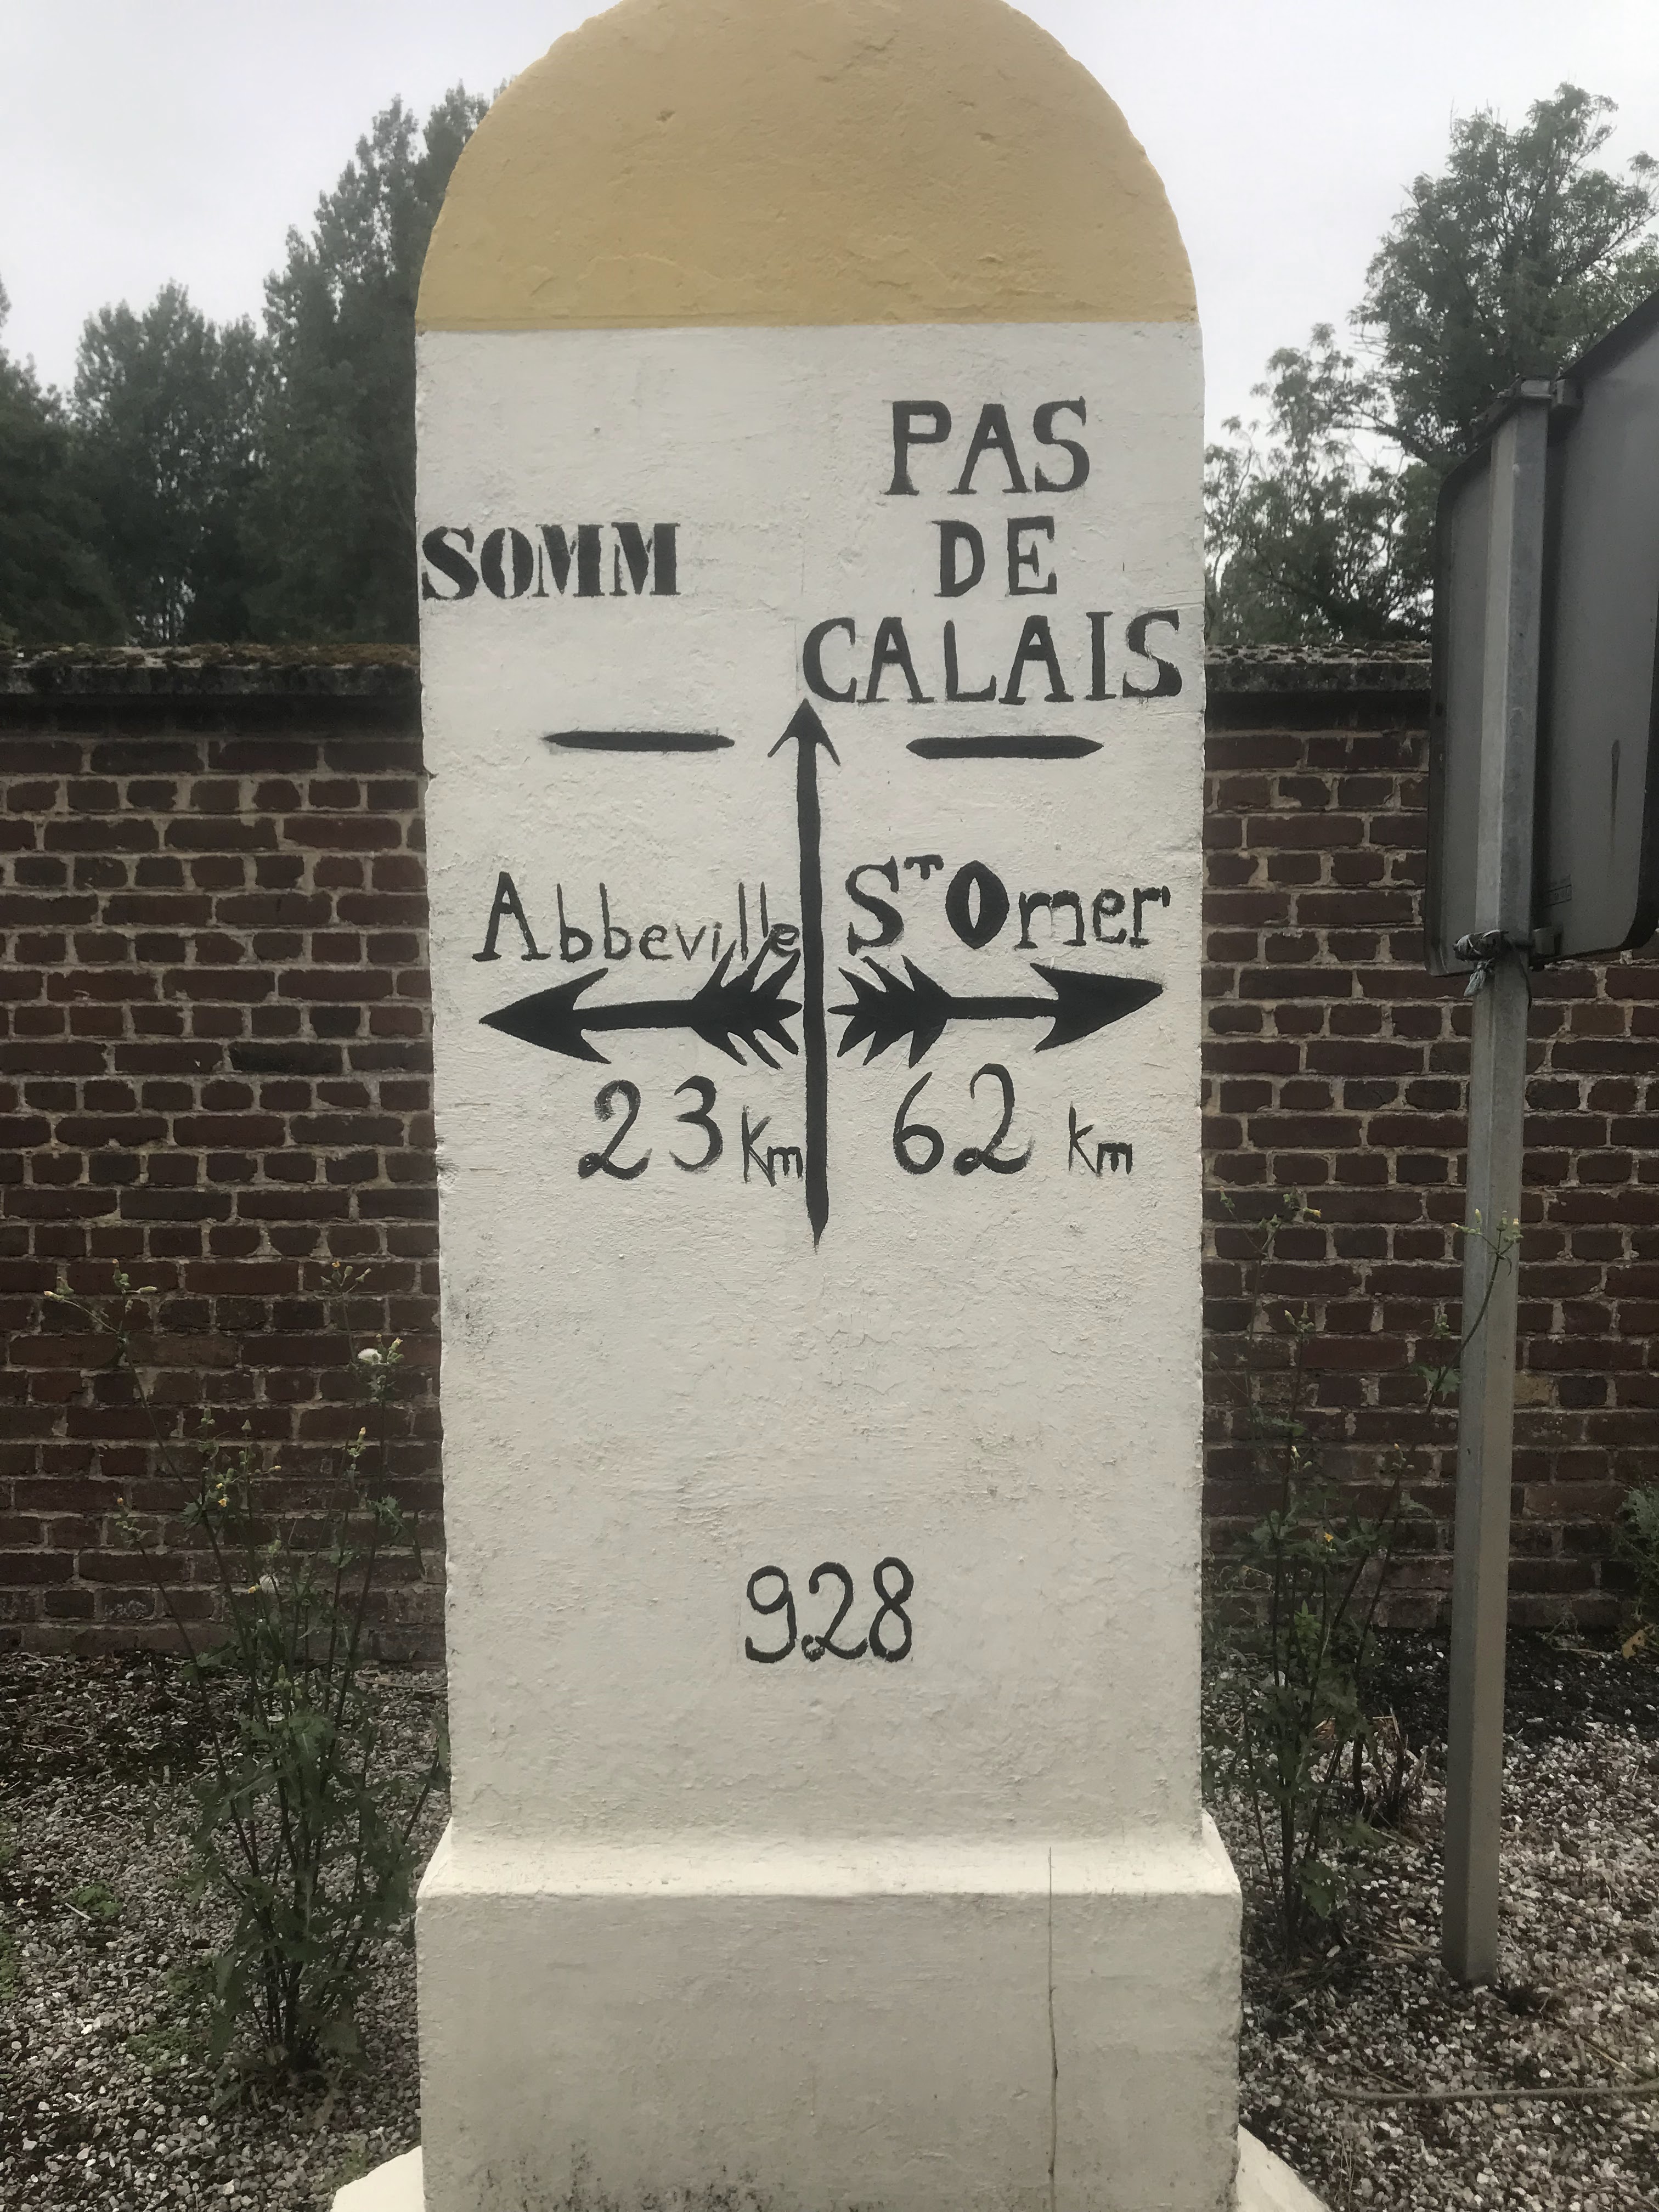 PAS
SOMM
DE
CALAIS
Abbeville
Sᵀ Omer
23 Km
62 km
928